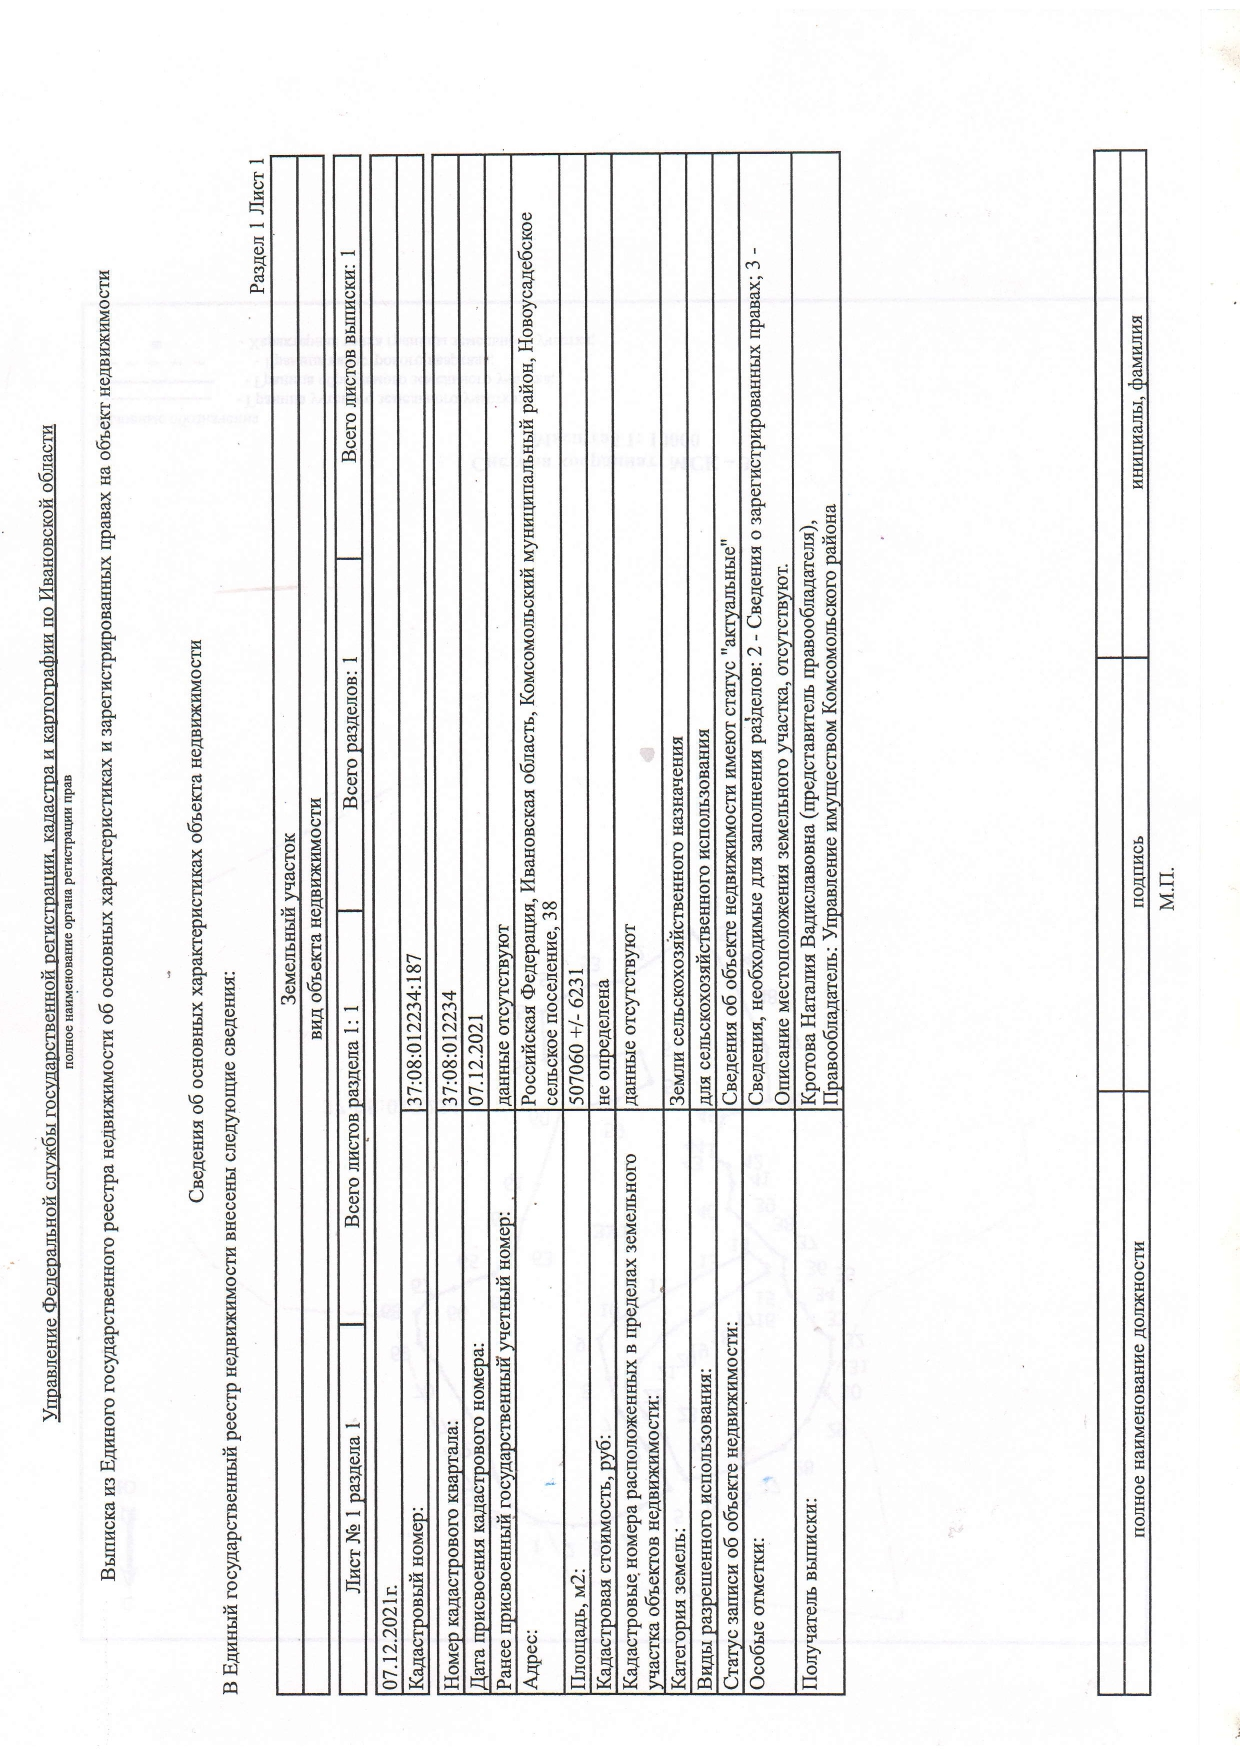 Управление Федеральной службы государственной регистрации, кадастра и картографии по Ивановской области
полное наименование органа регистрации прав
Выписка из Единого государственного реестра недвижимости об основных характеристиках и зарегистрированных правах на объект недвижимости
Сведения об основных характеристиках объекта недвижимости
В Единый государственный реестр недвижимости внесены следующие сведения:
Раздел 1 Лист 1
Земельный участок
вид объекта недвижимости
Лист № 1 раздела 1 Всего листов раздела 1: 1 Всего разделов: 1 Всего листов выписки: 1
07.12.2021г.
Кадастровый номер: 37:08:012234:187
Номер кадастрового квартала: 37:08:012234
Дата присвоения кадастрового номера: 07.12.2021
Ранее присвоенный государственный учетный номер: данные отсутствуют
Адрес: Российская Федерация, Ивановская область, Комсомольский муниципальный район, Новоусадебское
сельское поселение, 38
Площадь, м2: 507060 +/- 6231
Кадастровая стоимость, руб: не определена
Кадастровые номера расположенных в пределах земельного
участка объектов недвижимости: данные отсутствуют
Категория земель: Земли сельскохозяйственного назначения
Виды разрешенного использования: для сельскохозяйственного использования
Статус записи об объекте недвижимости: Сведения об объекте недвижимости имеют статус "актуальные"
Особые отметки: Сведения, необходимые для заполнения разделов: 2 - Сведения о зарегистрированных правах; 3 -
Описание местоположения земельного участка, отсутствуют.
Получатель выписки: Кротова Наталия Вадиславовна (представитель правообладателя),
Правообладатель: Управление имуществом Комсомольского района
полное наименование должности подпись инициалы, фамилия
М.П.